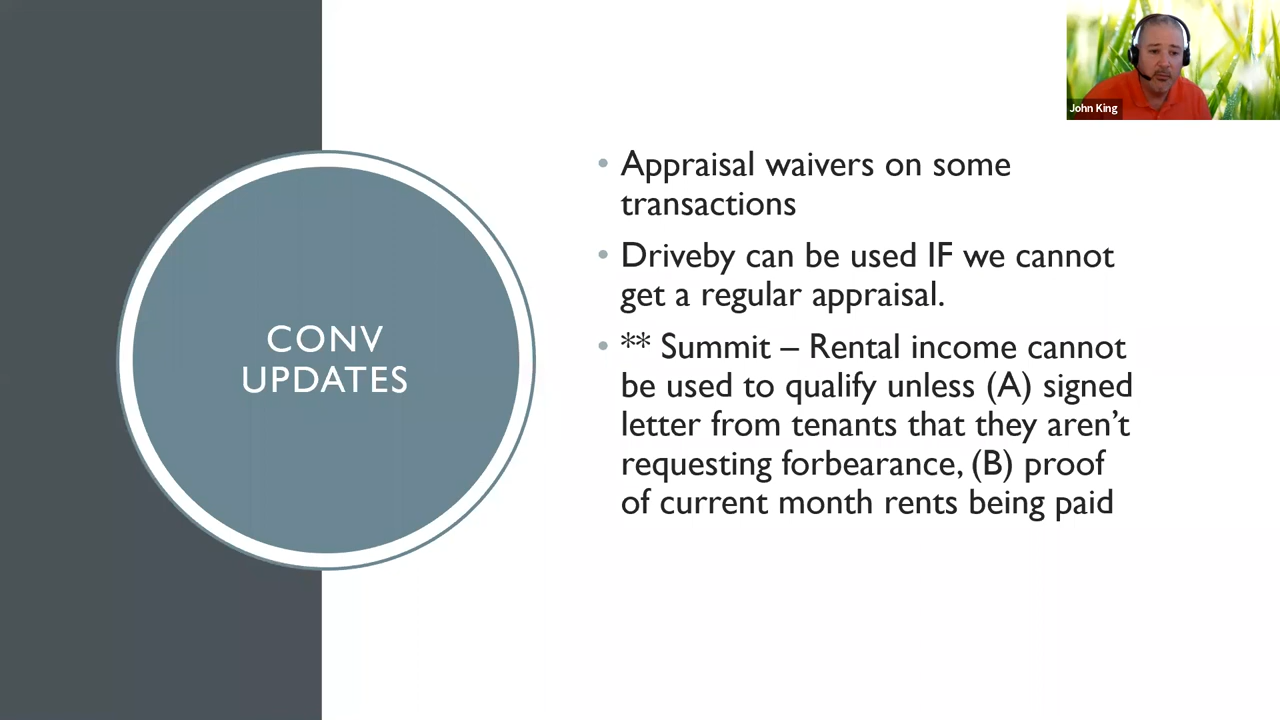 John King
CONV
UPDATES
• Appraisal waivers on some
transactions
• Driveby can be used IF we cannot
get a regular appraisal.
• ** Summit – Rental income cannot
be used to qualify unless (A) signed
letter from tenants that they aren’t
requesting forbearance, (B) proof
of current month rents being paid